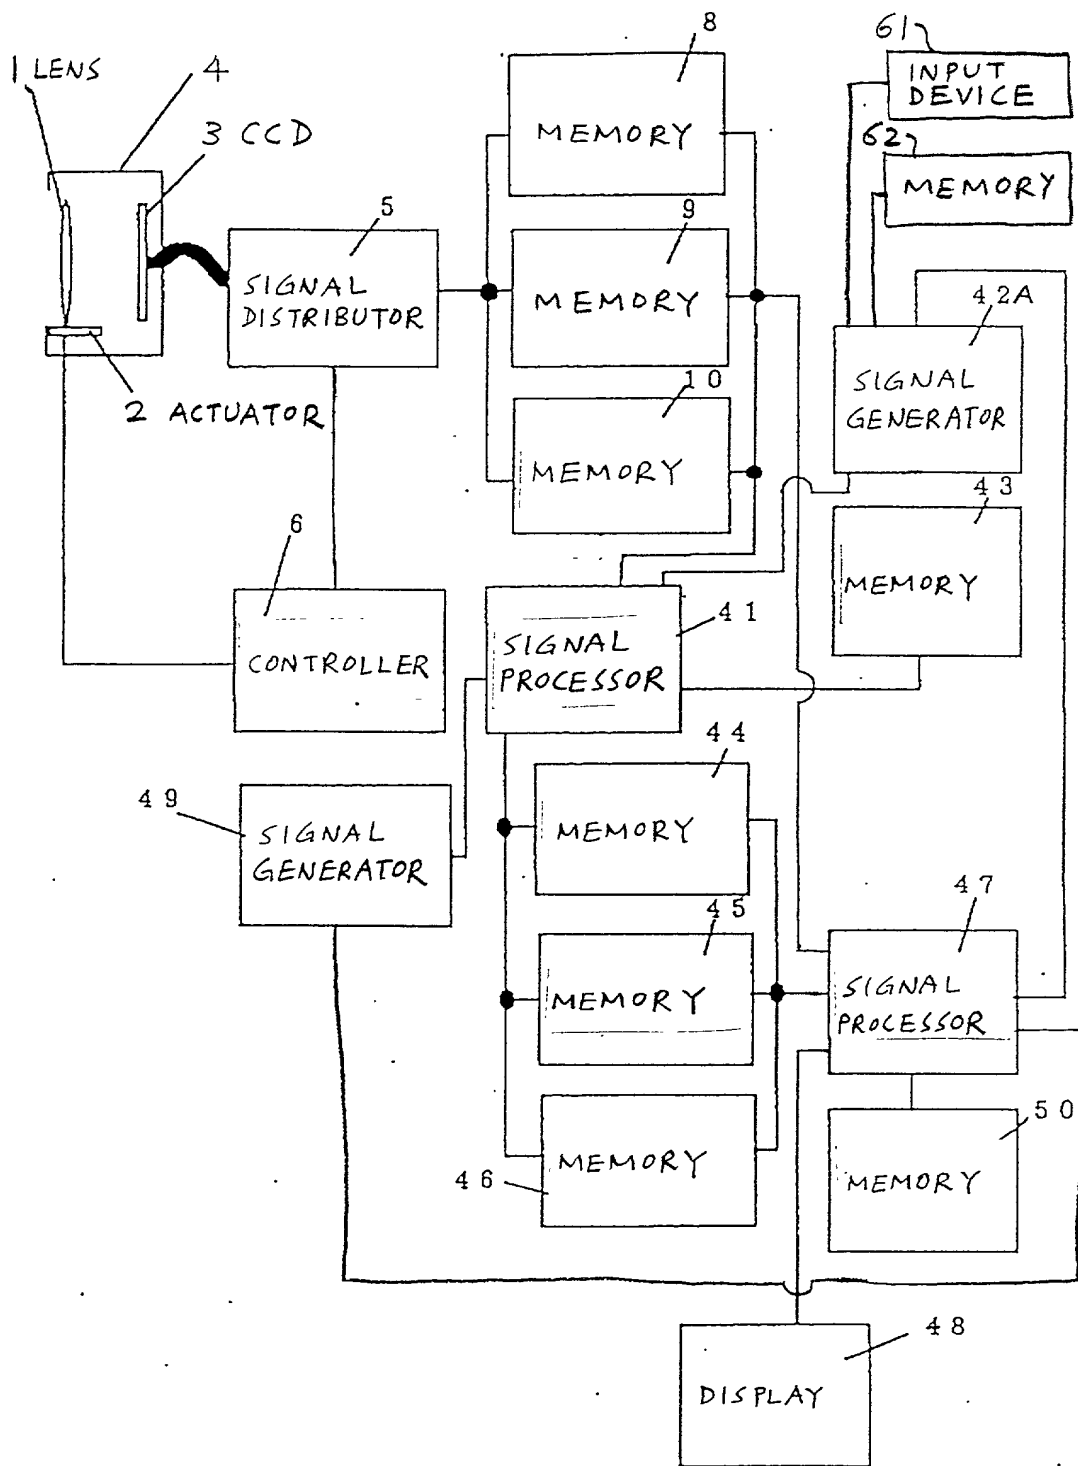 1 LENS
4
3 CCD
2 ACTUATOR
5
SIGNAL
DISTRIBUTOR
8
MEMORY
9
MEMORY
10
MEMORY
61
INPUT
DEVICE
62
MEMORY
42A
SIGNAL
GENERATOR
43
MEMORY
6
CONTROLLER
41
SIGNAL
PROCESSOR
49
SIGNAL
GENERATOR
44
MEMORY
45
MEMORY
46
MEMORY
47
SIGNAL
PROCESSOR
50
MEMORY
48
DISPLAY